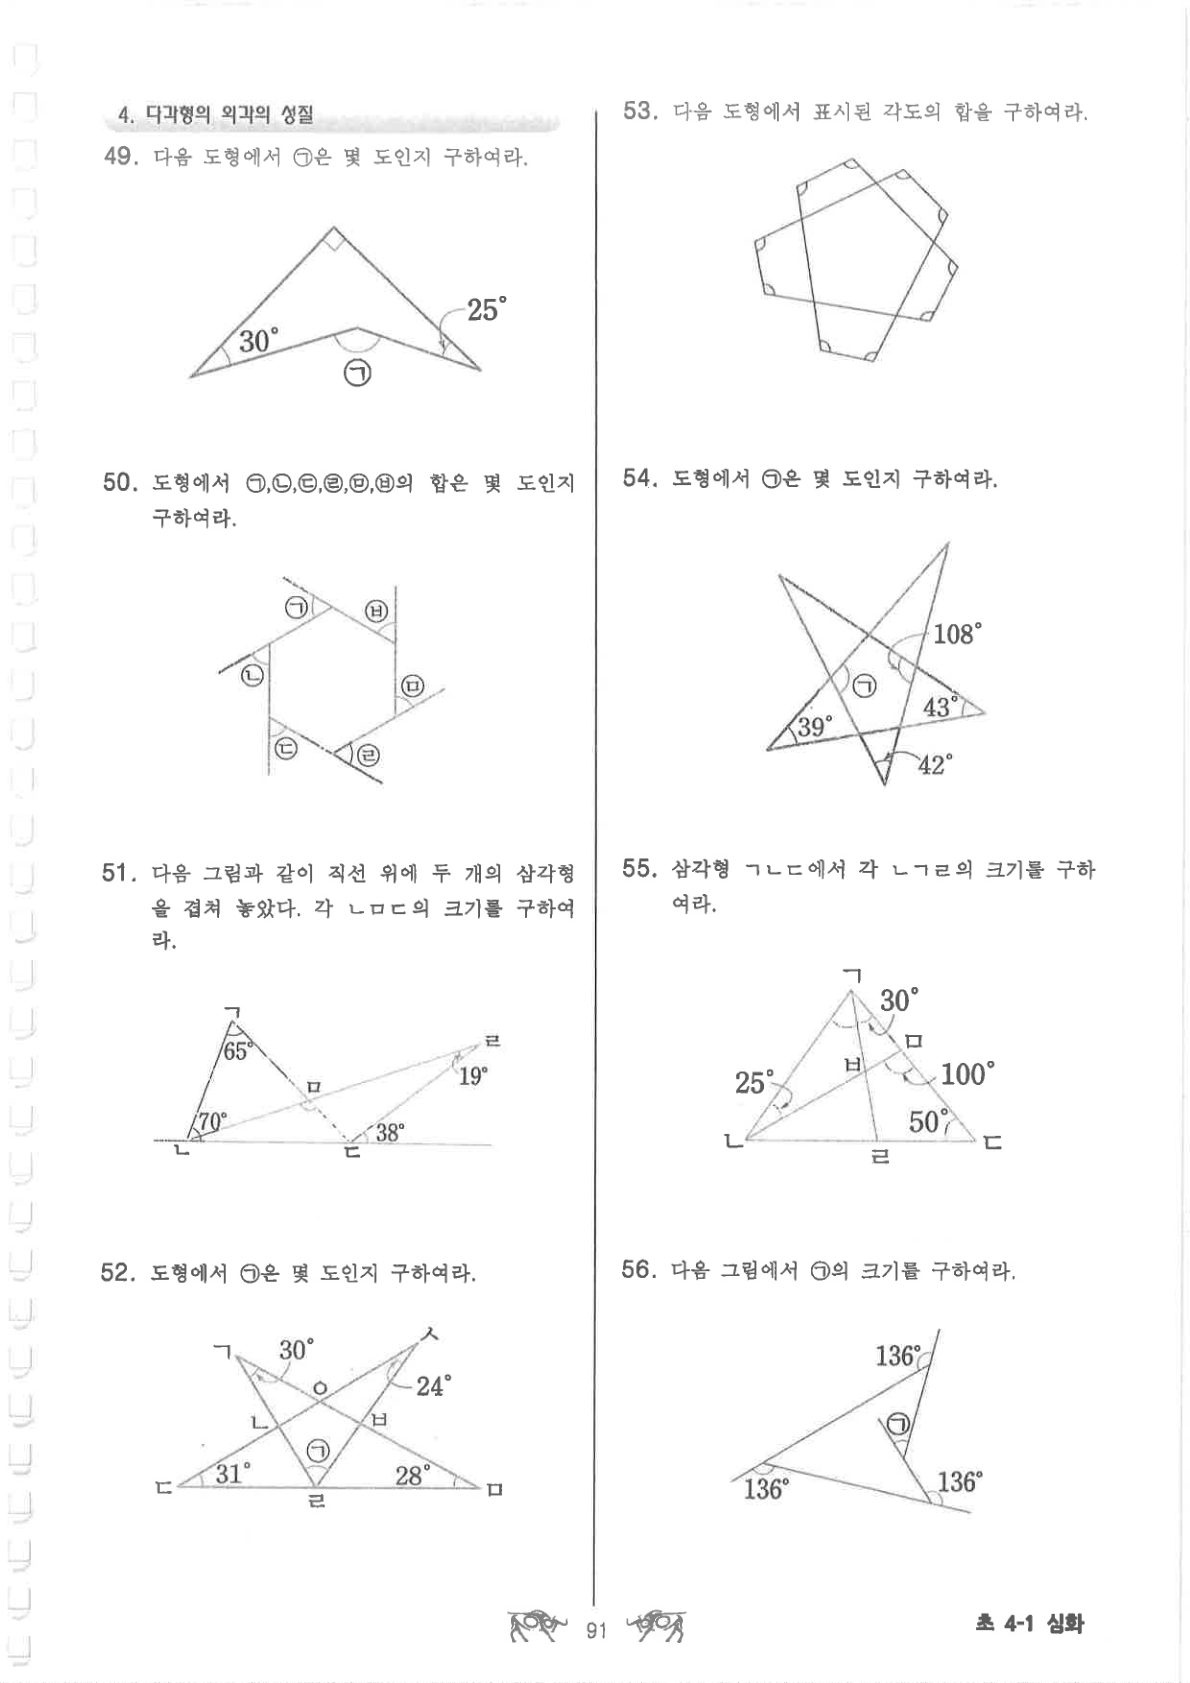 4. 다각형의 외각의 성질
49. 다음 도형에서 ㉠은 몇 도인지 구하여라.
30°
25°
㉠
50. 도형에서 ㉠,㉡,㉢,㉣,㉤,㉥의 합은 몇 도인지
구하여라.
㉠
㉥
㉡
㉤
㉢
㉣
51. 다음 그림과 같이 직선 위에 두 개의 삼각형
을 겹쳐 놓았다. 각 ㄴㅁㄷ의 크기를 구하여
라.
ㄱ
65°
ㄹ
19°
ㅁ
70°
38°
ㄴ
ㄷ
52. 도형에서 ㉠은 몇 도인지 구하여라.
ㄱ
30°
ㅅ
ㅇ
24°
ㄴ
ㅂ
㉠
31°
28°
ㄷ
ㄹ
ㅁ
53. 다음 도형에서 표시된 각도의 합을 구하여라.
54. 도형에서 ㉠은 몇 도인지 구하여라.
108°
㉠
43°
39°
42°
55. 삼각형 ㄱㄴㄷ에서 각 ㄴㄱㄹ의 크기를 구하
여라.
ㄱ
30°
ㅁ
ㅂ
100°
25°
50°
ㄴ
ㄷ
ㄹ
56. 다음 그림에서 ㉠의 크기를 구하여라.
136°
㉠
136°
136°
91
초 4-1 심화